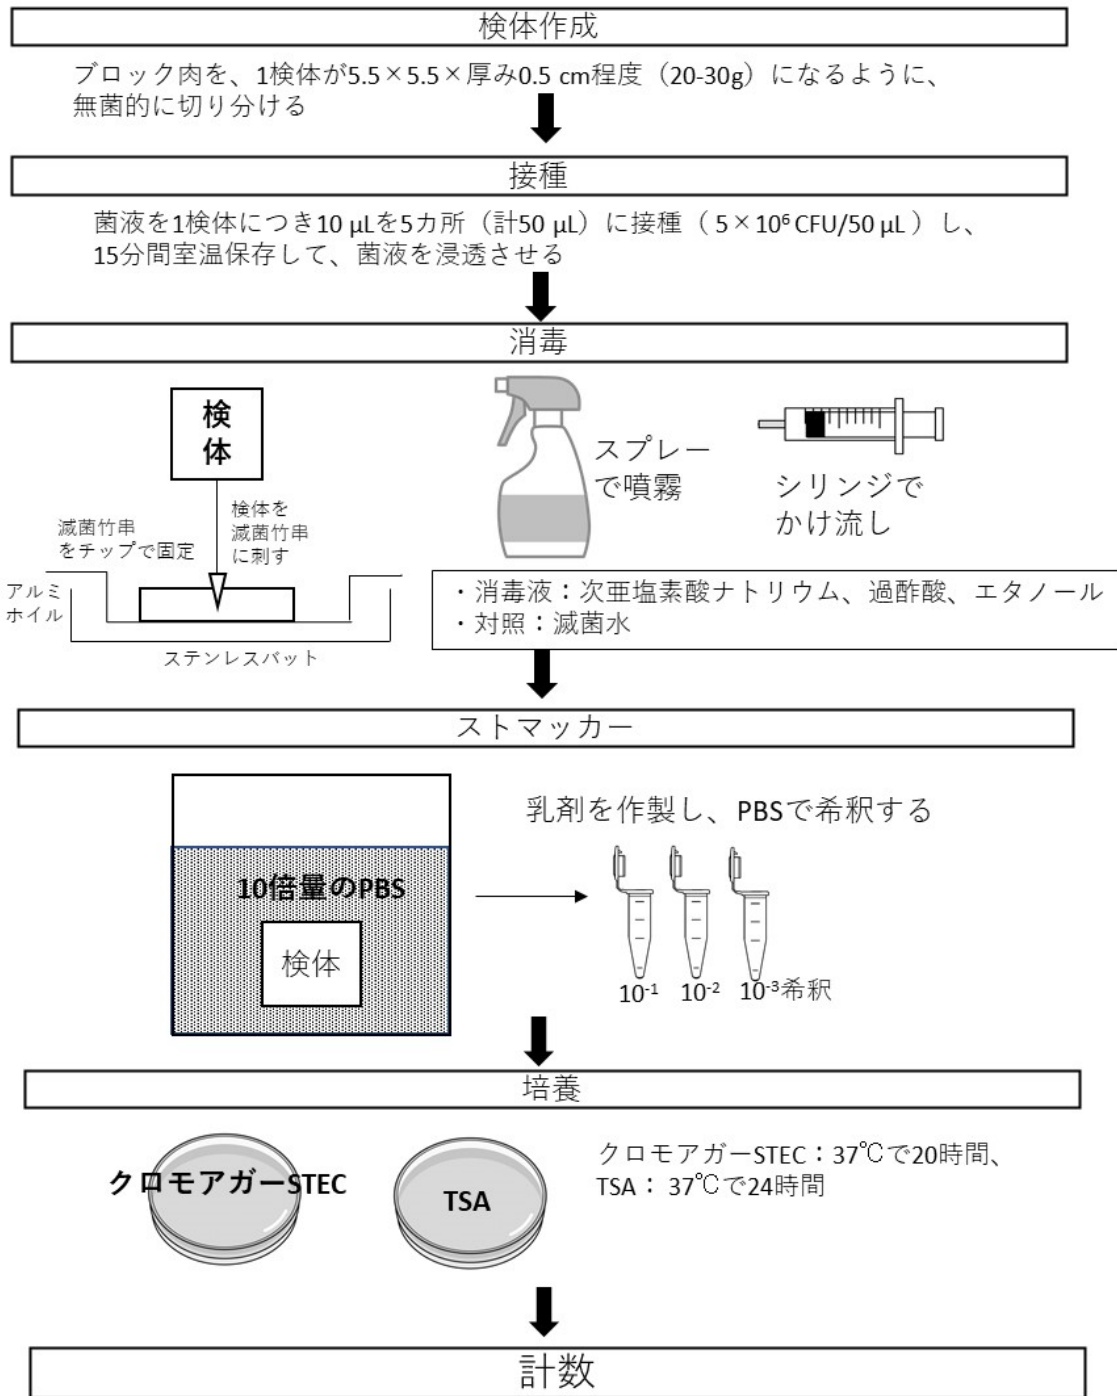 検体作成
ブロック肉を、1検体が5.5×5.5×厚み0.5 cm程度（20-30g）になるように、
無菌的に切り分ける
接種
菌液を1検体につき10 µLを5カ所（計50 µL）に接種（ 5×10⁶ CFU/50 µL ）し、
15分間室温保存して、菌液を浸透させる
消毒
検
体
滅菌竹串
をチップで固定
検体を
滅菌竹串
に刺す
アルミ
ホイル
ステンレスバット
スプレー
で噴霧
シリンジで
かけ流し
・消毒液：次亜塩素酸ナトリウム、過酢酸、エタノール
・対照：滅菌水
ストマッカー
10倍量のPBS
検体
乳剤を作製し、PBSで希釈する
10⁻¹ 10⁻² 10⁻³希釈
培養
クロモアガーSTEC
TSA
クロモアガーSTEC：37℃で20時間、
TSA： 37℃で24時間
計数